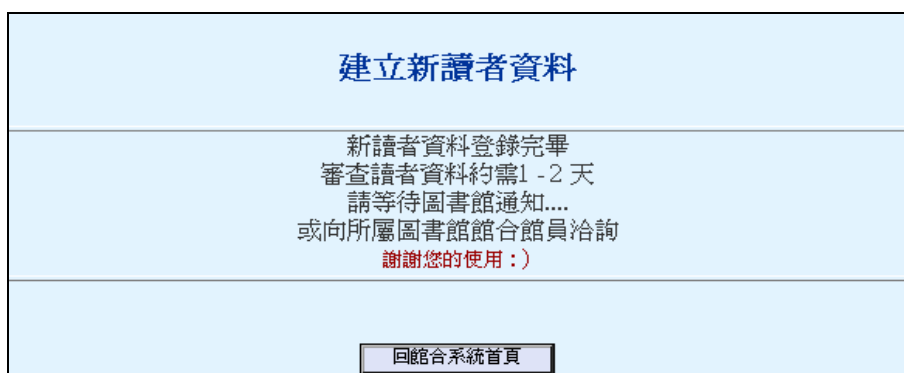 建立新讀者資料
新讀者資料登錄完畢
審查讀者資料約需1 - 2 天
請等待圖書館通知....
或向所屬圖書館館合館員洽詢
謝謝您的使用：）
回館合系統首頁